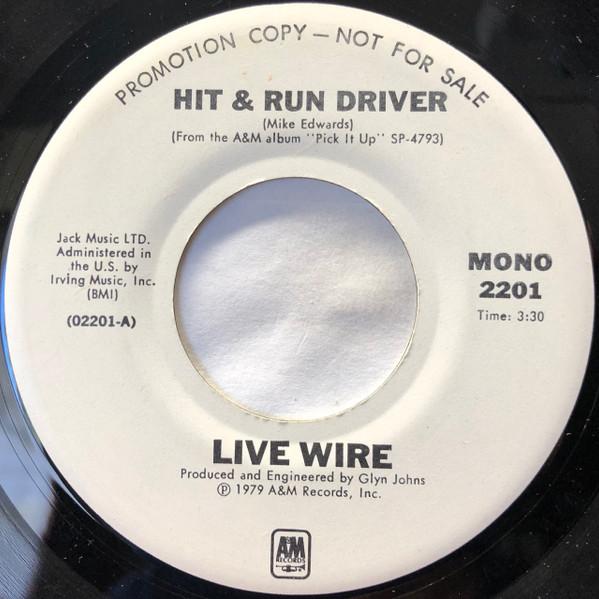 PROMOTION COPY — NOT FOR SALE
HIT & RUN DRIVER
(Mike Edwards)
(From the A&M album "Pick It Up" SP-4793)
Jack Music LTD.
Administered in
the U.S. by
Irving Music, Inc.
(BMI)
(02201-A)
MONO
2201
Time: 3:30
LIVE WIRE
Produced and Engineered by Glyn Johns
℗ 1979 A&M Records, Inc.
A&M
RECORDS